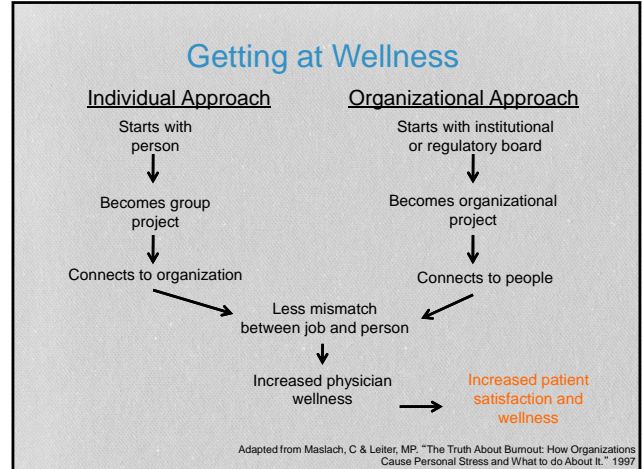 Getting at Wellness
Individual Approach
Starts with
person
Becomes group
project
Connects to organization
Organizational Approach
Starts with institutional
or regulatory board
Becomes organizational
project
Connects to people
Less mismatch
between job and person
Increased physician
wellness
Increased patient
satisfaction and
wellness
Adapted from Maslach, C & Leiter, MP. “The Truth About Burnout: How Organizations
Cause Personal Stress and What to do About It.” 1997